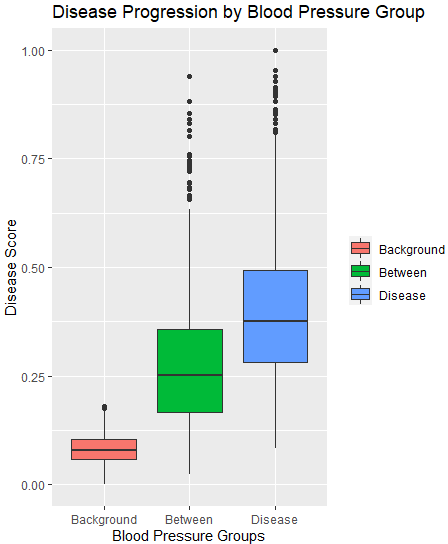 Disease Progression by Blood Pressure Group
1.00
0.75
0.50
0.25
0.00
Disease Score
Background
Between
Disease
Background Between Disease
Blood Pressure Groups